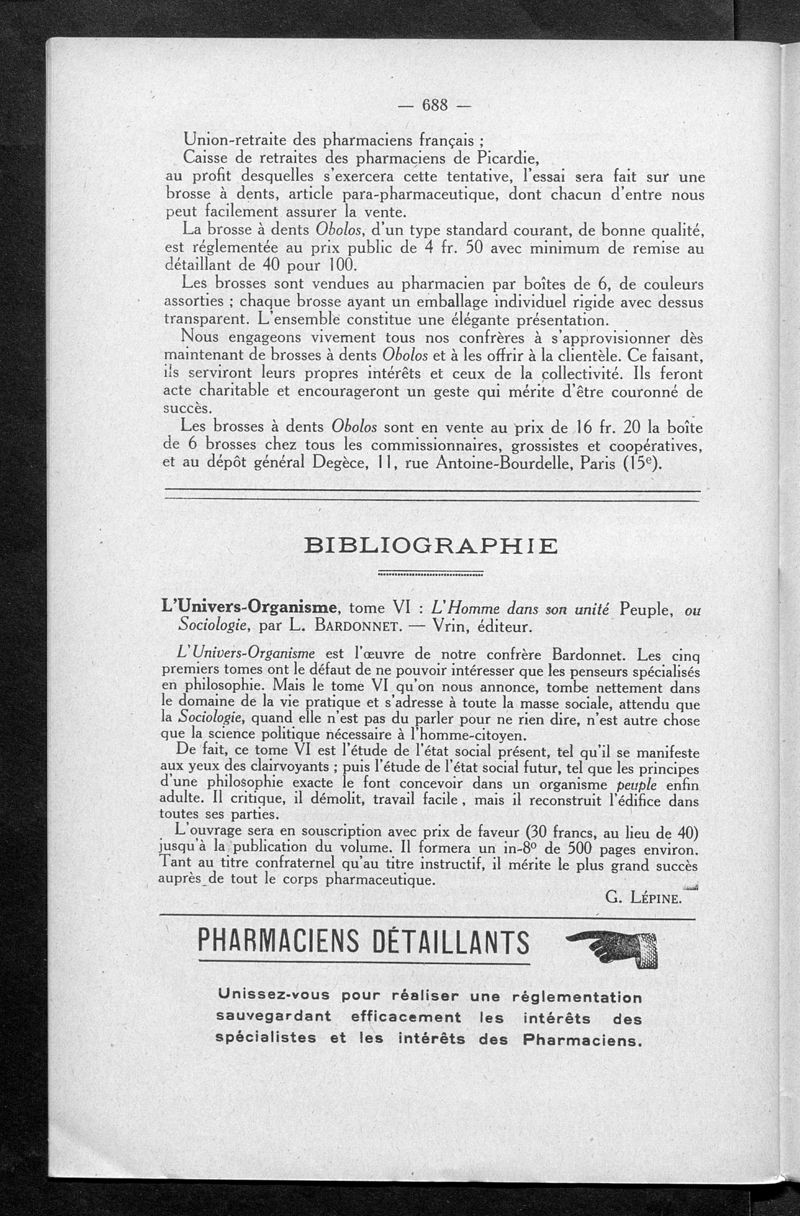 — 688 —
Union-retraite des pharmaciens français ;
Caisse de retraites des pharmaciens de Picardie,
au profit desquelles s'exercera cette tentative, l'essai sera fait sur une
brosse à dents, article para-pharmaceutique, dont chacun d'entre nous
peut facilement assurer la vente.
La brosse à dents Obolos, d'un type standard courant, de bonne qualité,
est réglementée au prix public de 4 fr. 50 avec minimum de remise au
détaillant de 40 pour 100.
Les brosses sont vendues au pharmacien par boîtes de 6, de couleurs
assorties ; chaque brosse ayant un emballage individuel rigide avec dessus
transparent. L'ensemble constitue une élégante présentation.
Nous engageons vivement tous nos confrères à s'approvisionner dès
maintenant de brosses à dents Obolos et à les offrir à la clientèle. Ce faisant,
ils serviront leurs propres intérêts et ceux de la collectivité. Ils feront
acte charitable et encourageront un geste qui mérite d'être couronné de
succès.
Les brosses à dents Obolos sont en vente au prix de 16 fr. 20 la boîte
de 6 brosses chez tous les commissionnaires, grossistes et coopératives,
et au dépôt général Degèce, 11, rue Antoine-Bourdelle, Paris (15e).
BIBLIOGRAPHIE
L'Univers-Organisme, tome VI : L'Homme dans son unité Peuple, ou
Sociologie, par L. BARDONNET. — Vrin, éditeur.
L'Univers-Organisme est l'œuvre de notre confrère Bardonnet. Les cinq
premiers tomes ont le défaut de ne pouvoir intéresser que les penseurs spécialisés
en philosophie. Mais le tome VI qu'on nous annonce, tombe nettement dans
le domaine de la vie pratique et s'adresse à toute la masse sociale, attendu que
la Sociologie, quand elle n'est pas du parler pour ne rien dire, n'est autre chose
que la science politique nécessaire à l'homme-citoyen.
De fait, ce tome VI est l'étude de l'état social présent, tel qu'il se manifeste
aux yeux des clairvoyants ; puis l'étude de l'état social futur, tel que les principes
d'une philosophie exacte le font concevoir dans un organisme peuple enfin
adulte. Il critique, il démolit, travail facile , mais il reconstruit l'édifice dans
toutes ses parties.
L'ouvrage sera en souscription avec prix de faveur (30 francs, au lieu de 40)
jusqu'à la publication du volume. Il formera un in-8º de 500 pages environ.
Tant au titre confraternel qu'au titre instructif, il mérite le plus grand succès
auprès de tout le corps pharmaceutique.
G. LÉPINE.
PHARMACIENS DÉTAILLANTS
Unissez-vous pour réaliser une réglementation
sauvegardant efficacement les intérêts des
spécialistes et les intérêts des Pharmaciens.